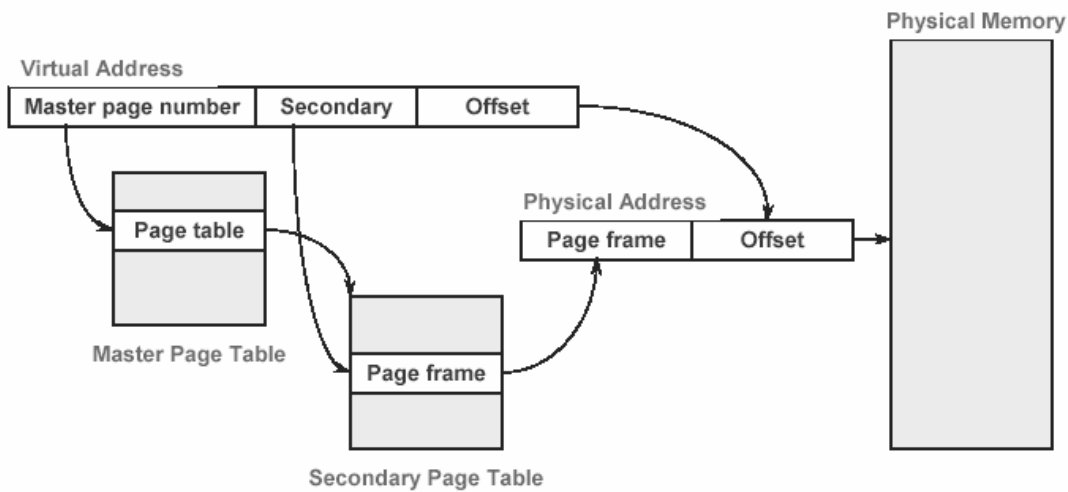 Physical Memory
Virtual Address
Master page number Secondary Offset
Physical Address
Page table
Page frame Offset
Master Page Table
Page frame
Secondary Page Table